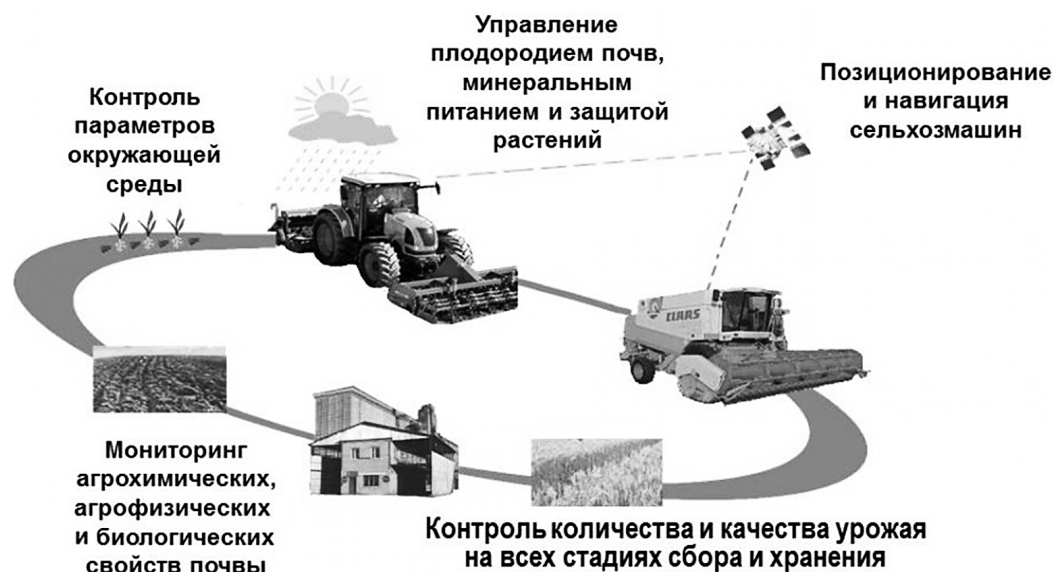 Управление
плодородием почв,
минеральным
питанием и защитой
растений
Позиционирование
и навигация
сельхозмашин
Контроль
параметров
окружающей
среды
CLAAS
Мониторинг
агрохимических,
агрофизических
и биологических
свойств почвы
Контроль количества и качества урожая
на всех стадиях сбора и хранения